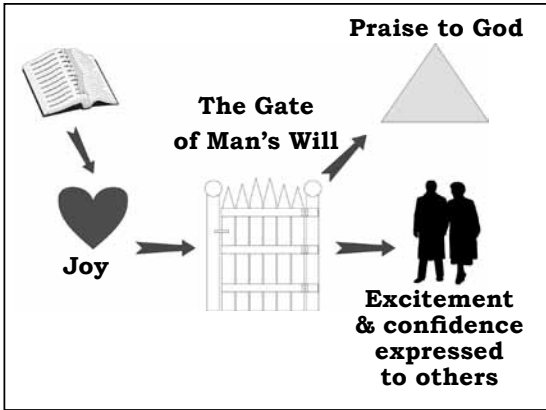 Praise to God
The Gate
of Man's Will
Joy
Excitement
& confidence
expressed
to others